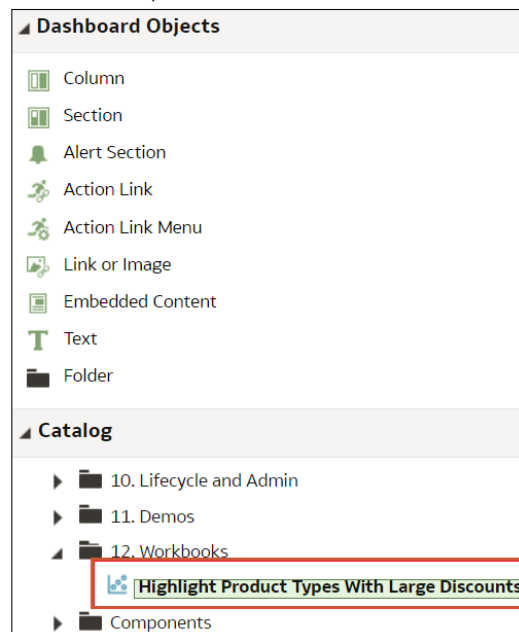 Dashboard Objects
Column
Section
Alert Section
Action Link
Action Link Menu
Link or Image
Embedded Content
Text
Folder
Catalog
10. Lifecycle and Admin
11. Demos
12. Workbooks
Highlight Product Types With Large Discounts
Components